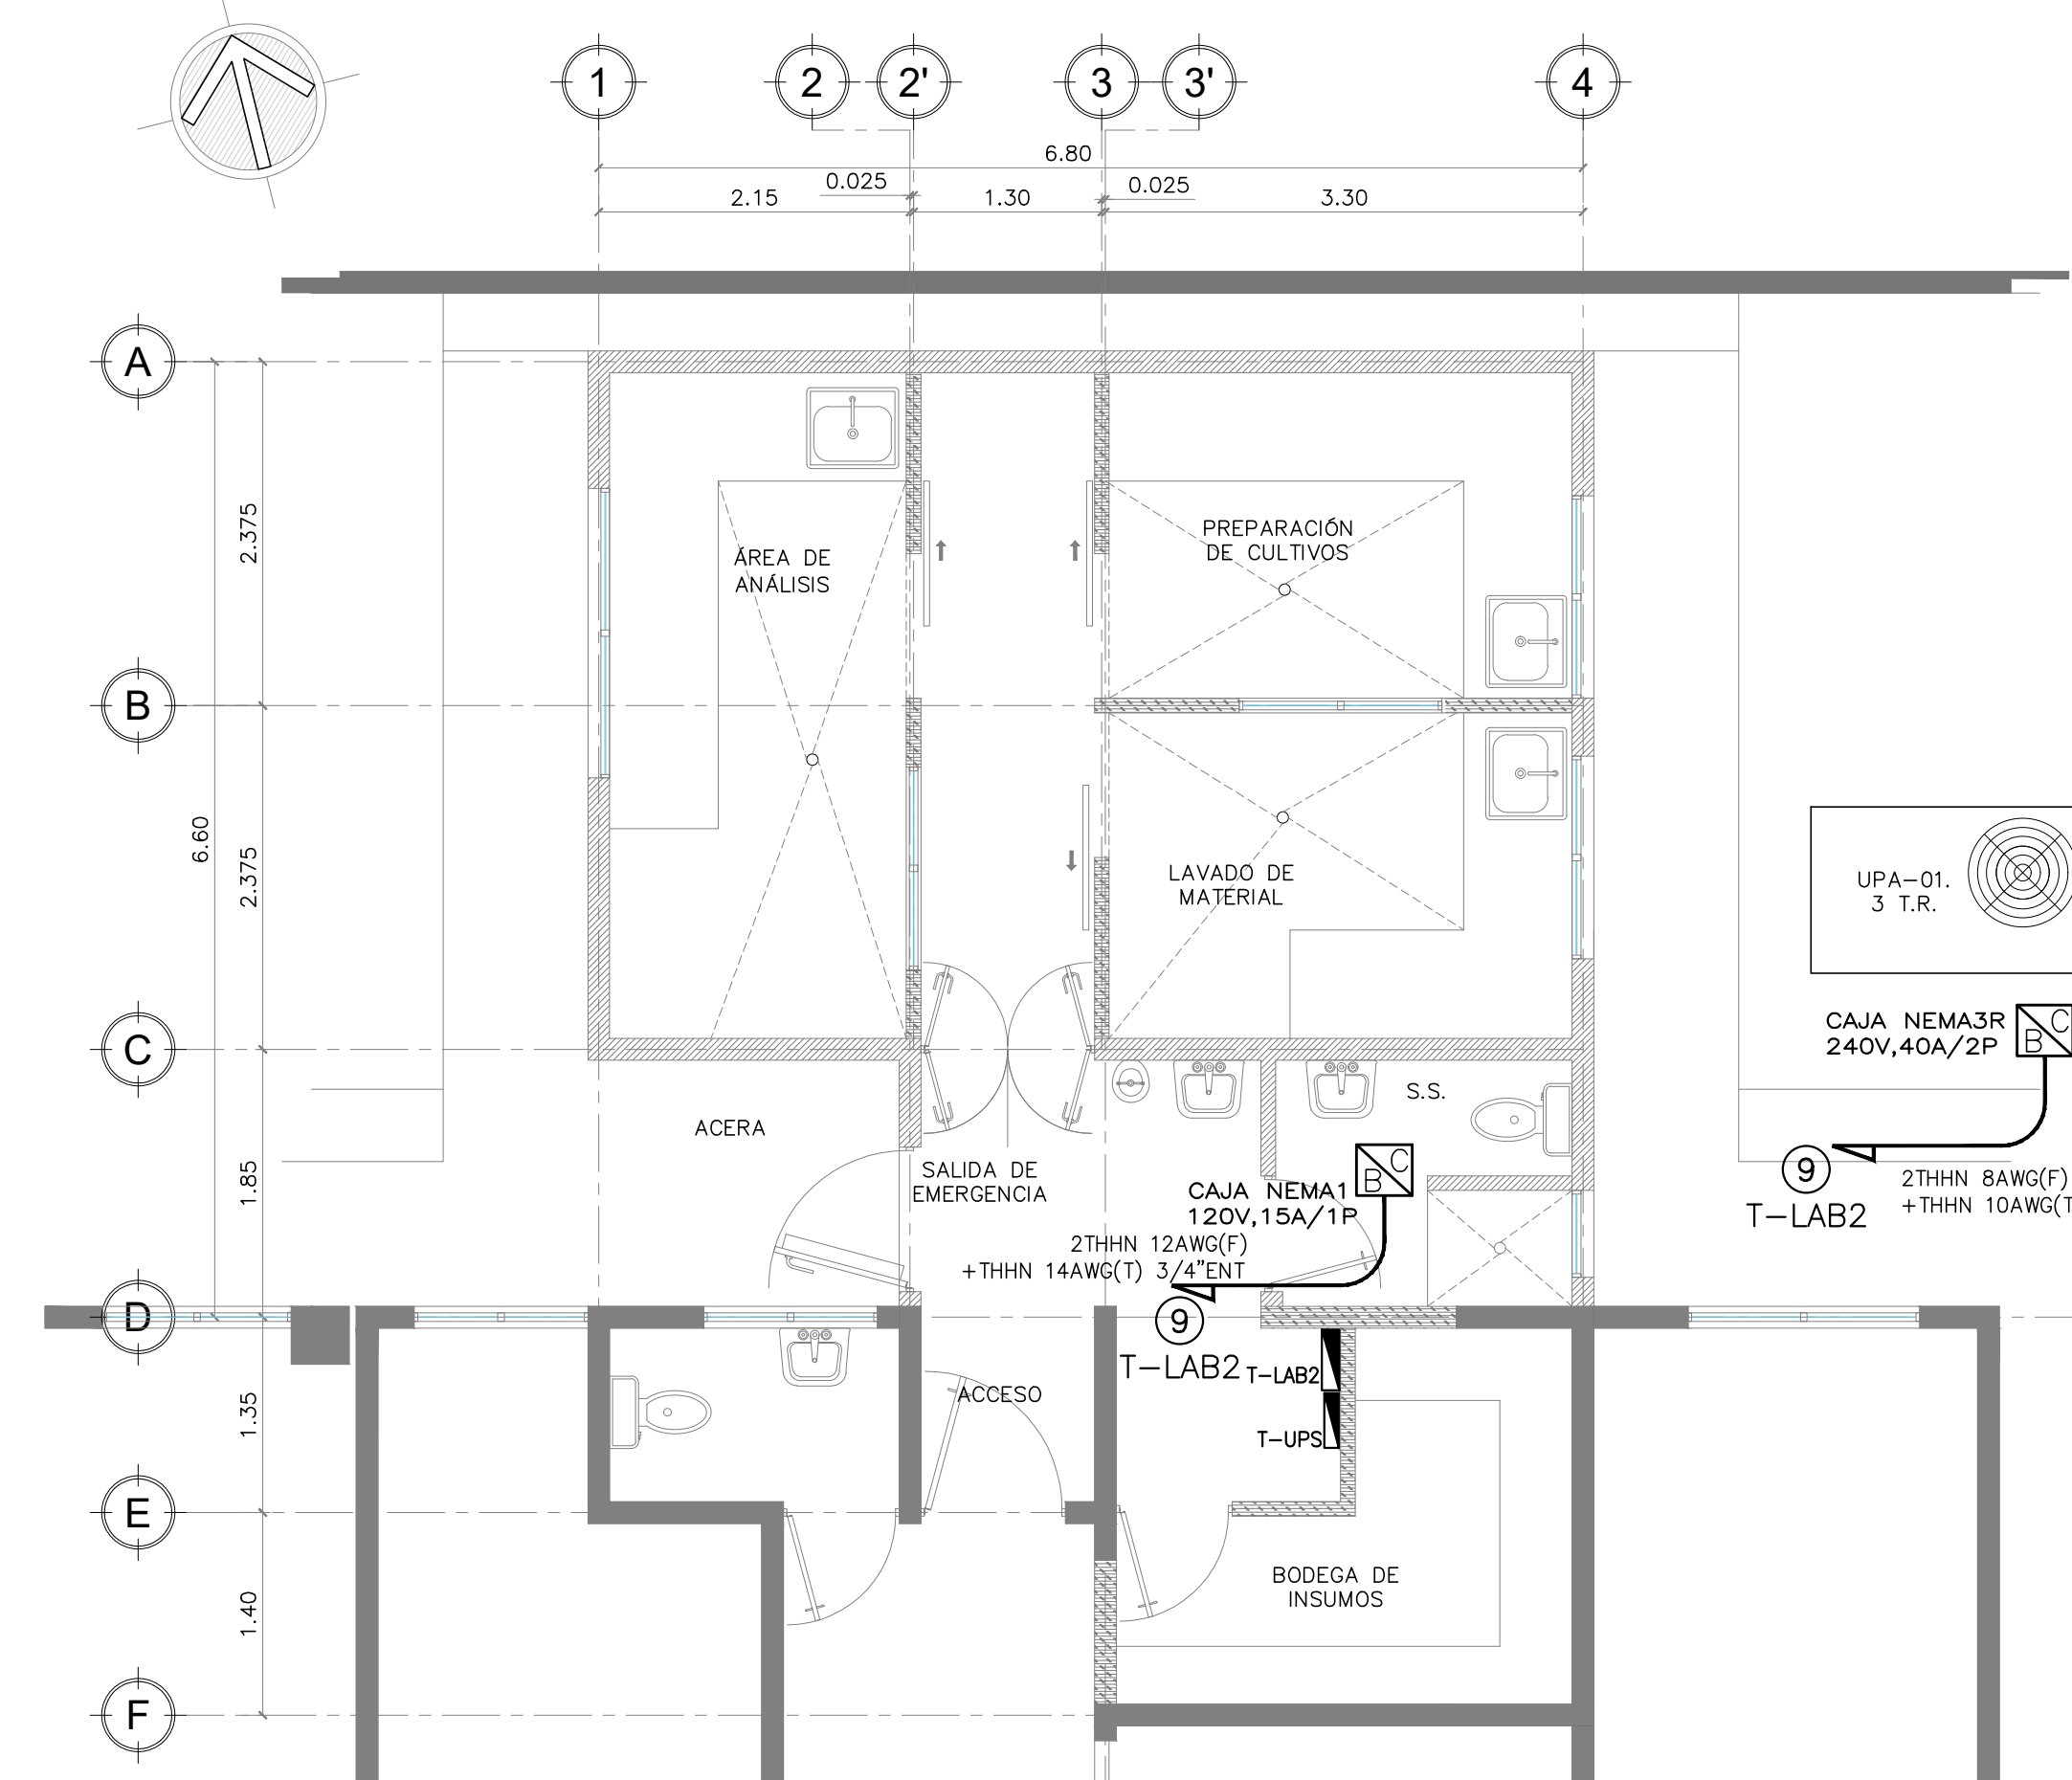 1
2
2'
3
3'
4
6.80
2.15
0.025
1.30
0.025
3.30
A
B
C
D
E
F
2.375
2.375
6.60
1.85
1.35
1.40
ÁREA DE
ANÁLISIS
PREPARACIÓN
DE CULTIVOS
LAVADO DE
MATERIAL
UPA-01.
3 T.R.
CAJA NEMA3R
240V,40A/2P
B
C
9
T-LAB2
2THHN 8AWG(F)
+THHN 10AWG(T
ACERA
S.S.
SALIDA DE
EMERGENCIA
CAJA NEMA1
120V,15A/1P
B
C
2THHN 12AWG(F)
+THHN 14AWG(T) 3/4"ENT
9
T-LAB2
T-LAB2
T-UPS
ACCESO
BODEGA DE
INSUMOS